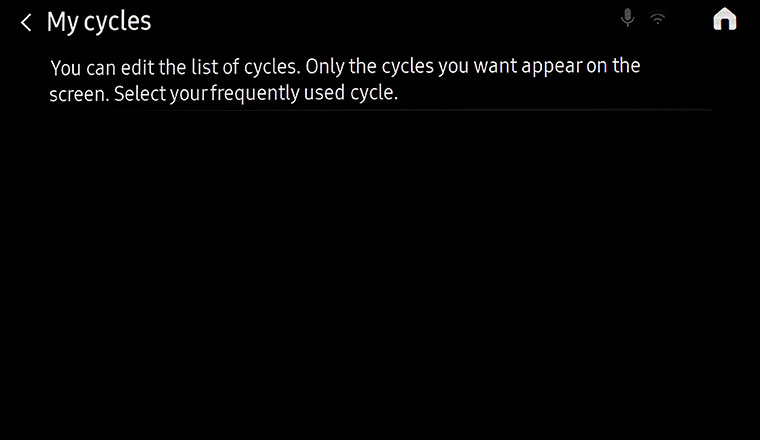 My cycles
You can edit the list of cycles. Only the cycles you want appear on the
screen. Select your frequently used cycle.